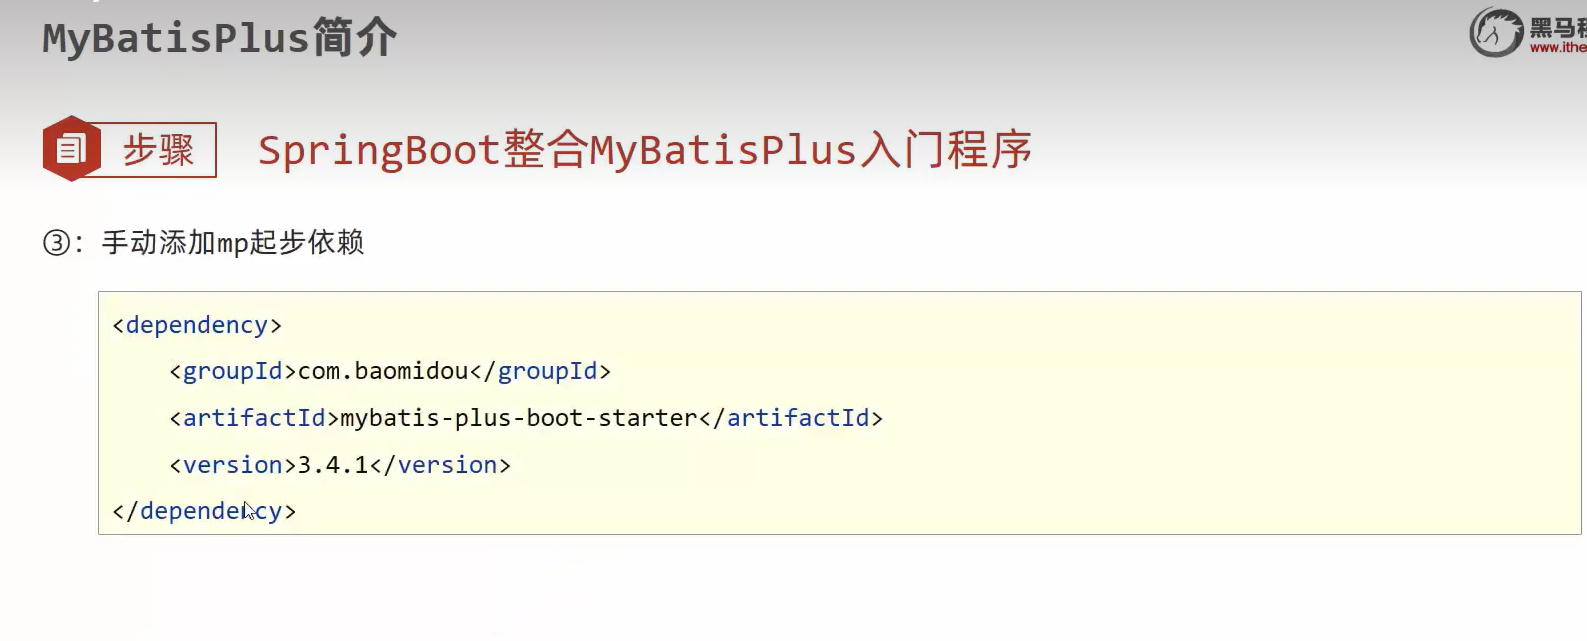 MyBatisPlus简介
黑马程
www.ithe
步骤
SpringBoot整合MyBatisPlus入门程序
③：手动添加mp起步依赖
<dependency>
    <groupId>com.baomidou</groupId>
    <artifactId>mybatis-plus-boot-starter</artifactId>
    <version>3.4.1</version>
</dependency>